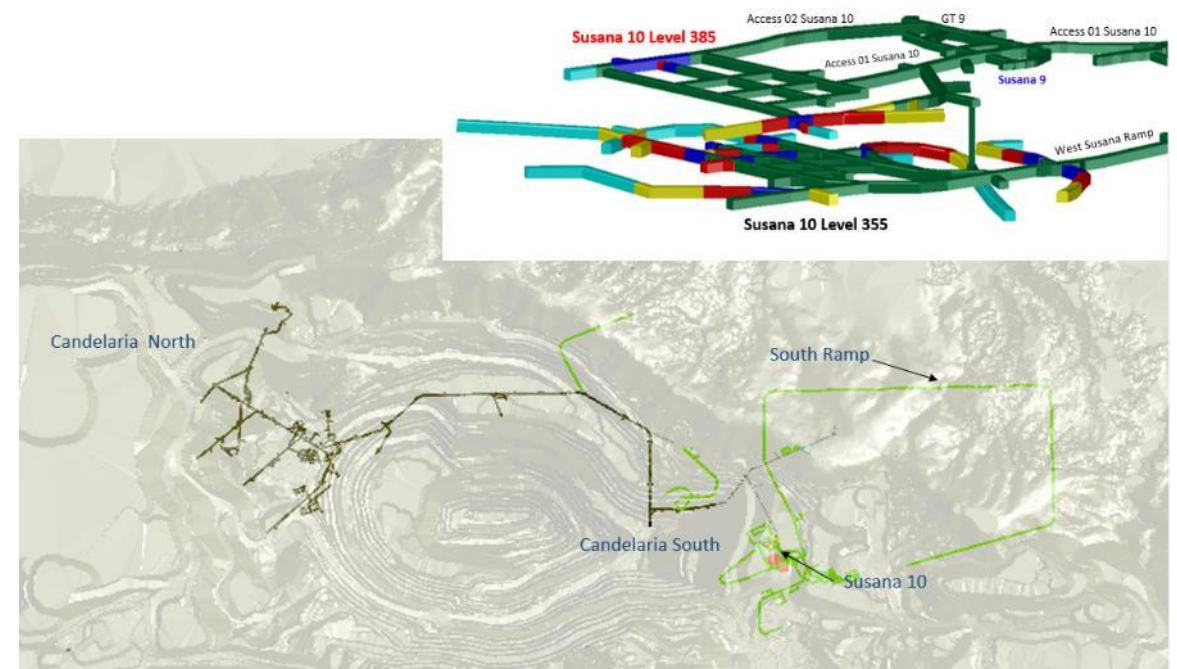 Access 02 Susana 10
GT 9
Susana 10 Level 385
Access 01 Susana 10
Access 01 Susana 10
Susana 9
West Susana Ramp
Susana 10 Level 355
Candelaria North
South Ramp
Candelaria South
Susana 10